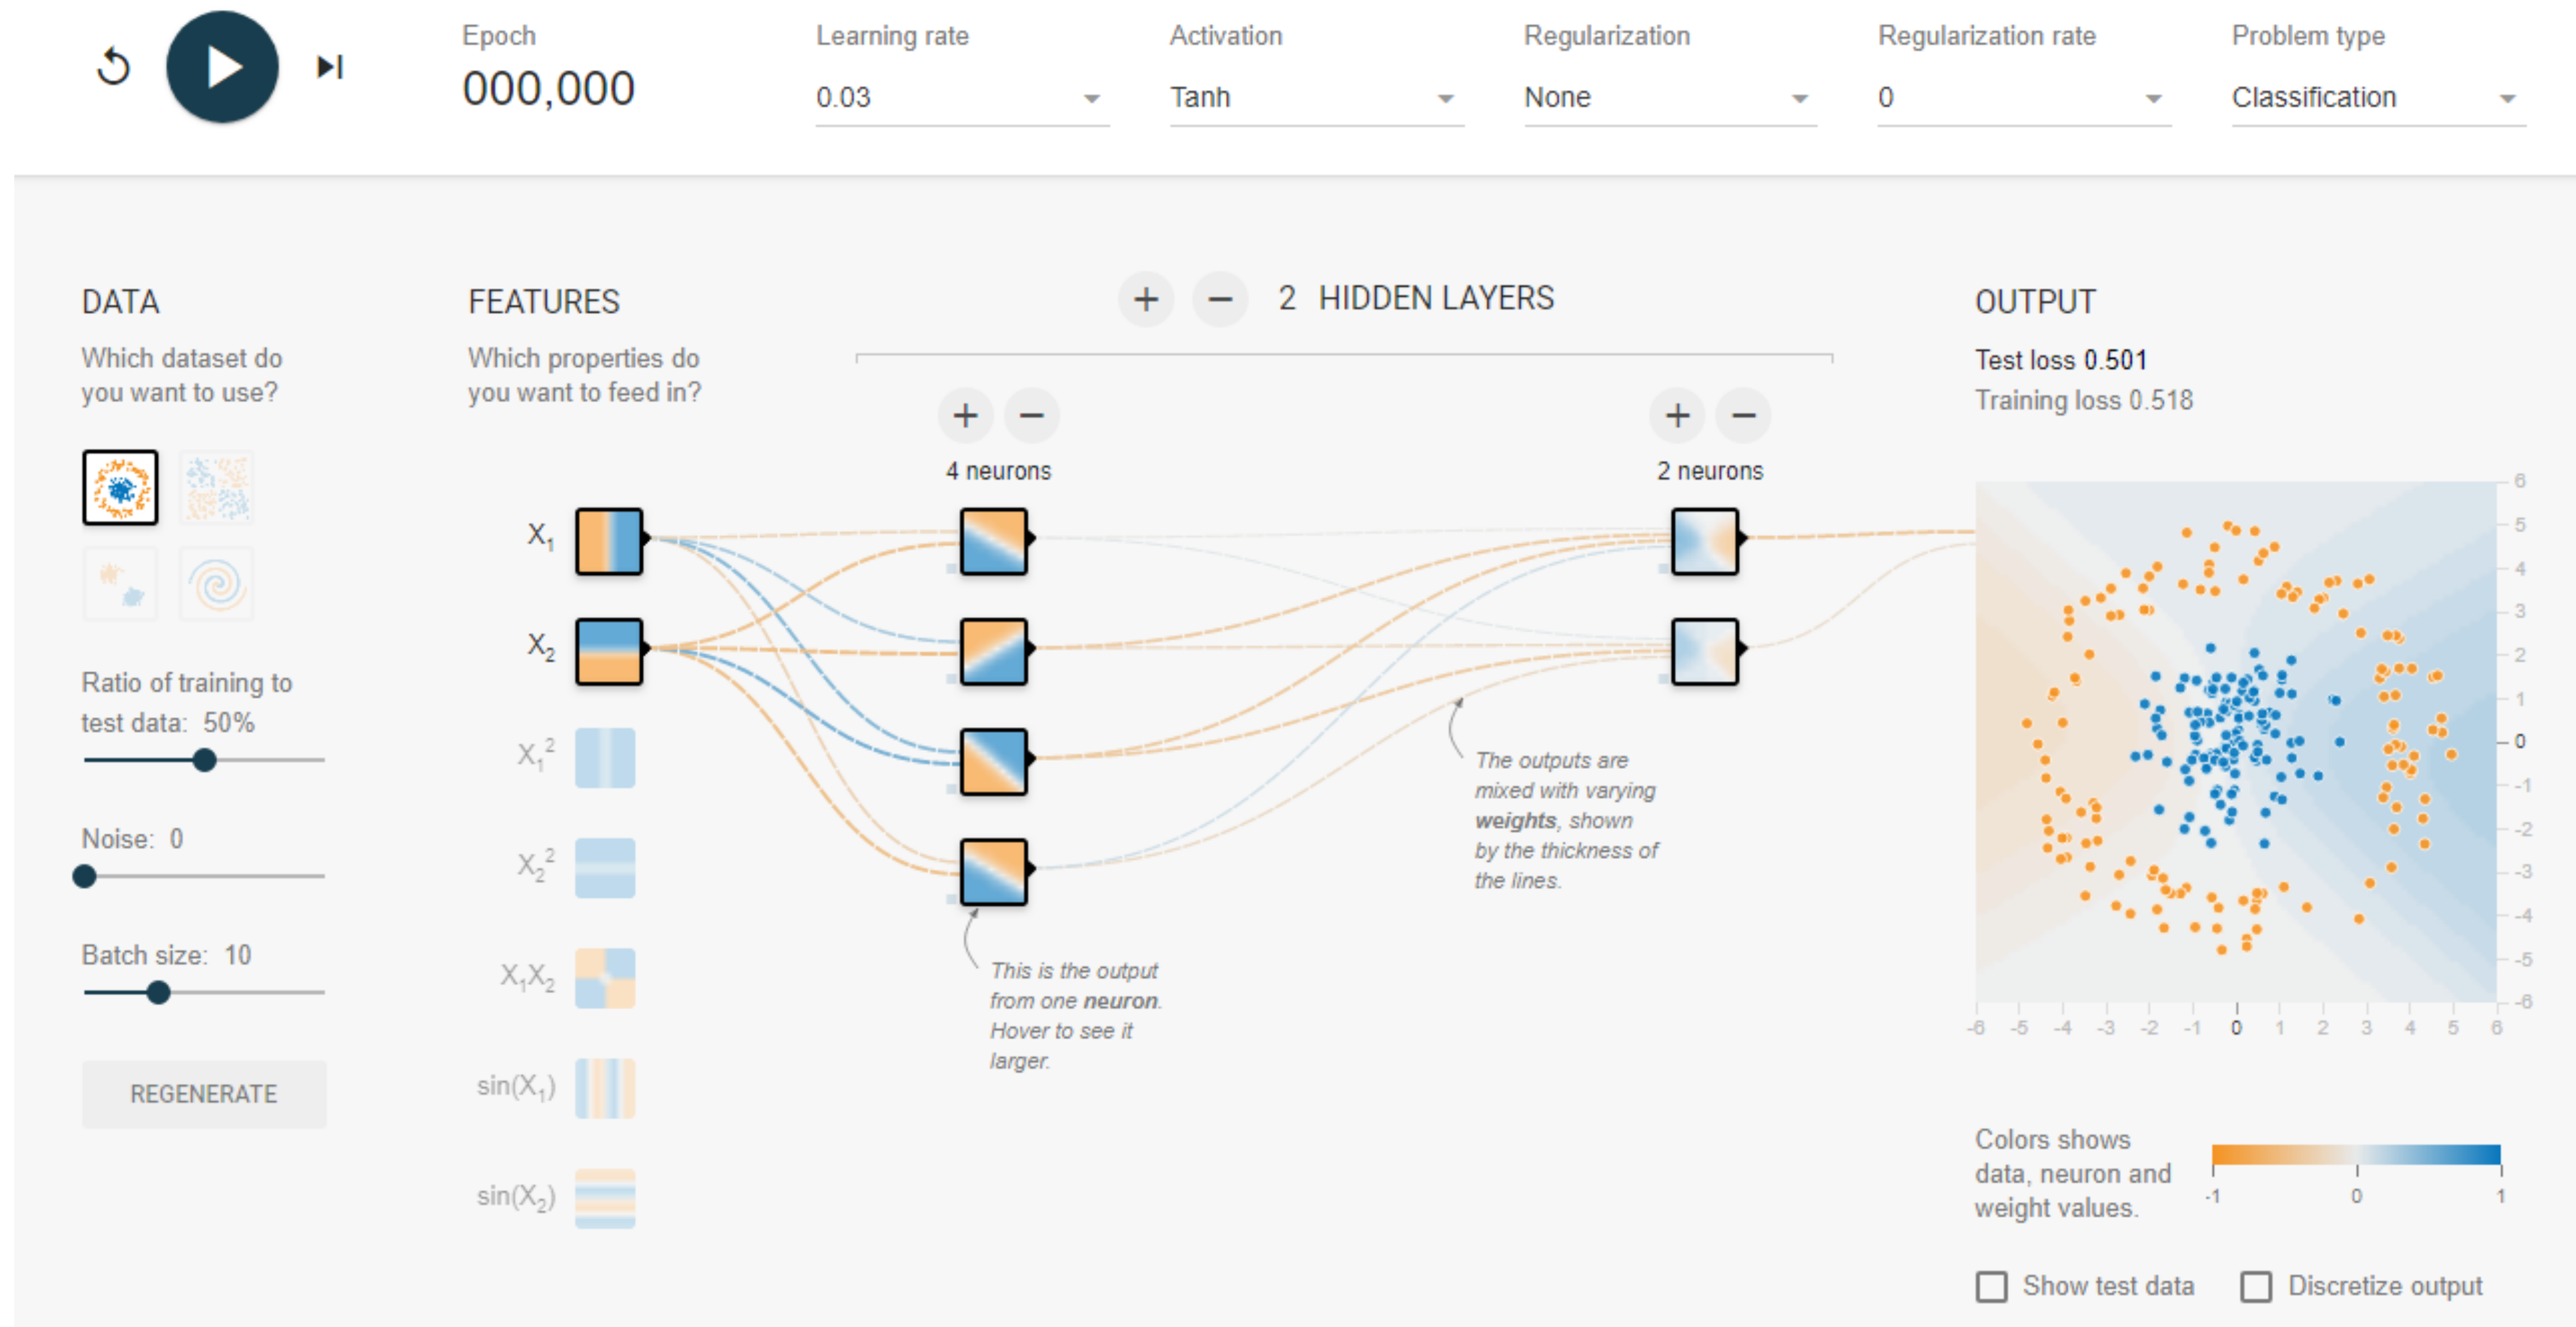 Epoch
000,000
Learning rate
0.03
Activation
Tanh
Regularization
None
Regularization rate
0
Problem type
Classification
DATA
Which dataset do
you want to use?
Ratio of training to
test data: 50%
Noise: 0
Batch size: 10
REGENERATE
FEATURES
Which properties do
you want to feed in?
X1
X2
X1²
X2²
X1X2
sin(X1)
sin(X2)
+ − 2 HIDDEN LAYERS
+ −
4 neurons
+ −
2 neurons
The outputs are
mixed with varying
weights, shown
by the thickness of
the lines.
This is the output
from one neuron.
Hover to see it
larger.
OUTPUT
Test loss 0.501
Training loss 0.518
6
5
4
3
2
1
0
-1
-2
-3
-4
-5
-6
-6 -5 -4 -3 -2 -1 0 1 2 3 4 5 6
Colors shows
data, neuron and
weight values.
-1 0 1
Show test data
Discretize output